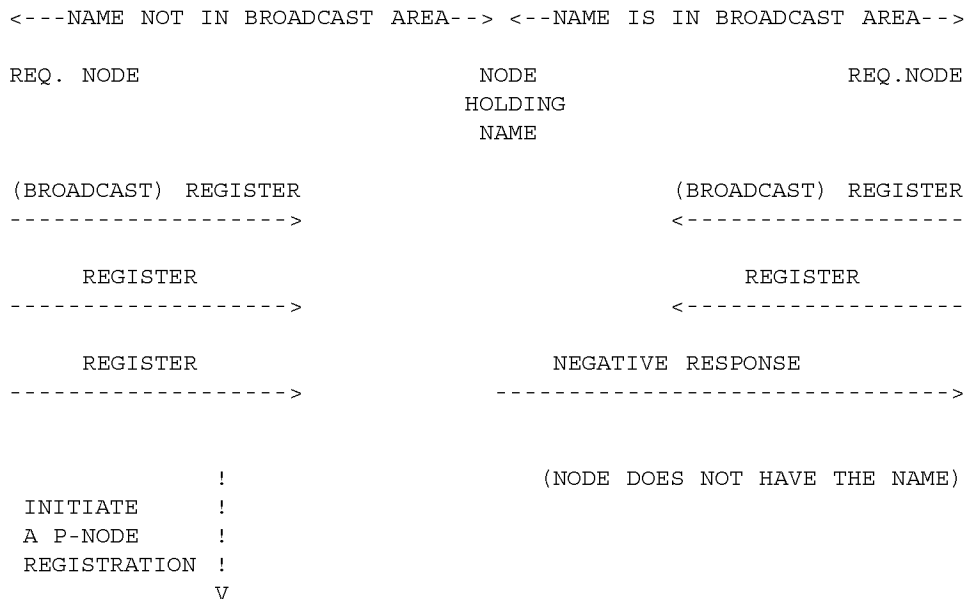 <---NAME NOT IN BROADCAST AREA--> <--NAME IS IN BROADCAST AREA-->
REQ. NODE                       NODE                     REQ.NODE
                               HOLDING
                                NAME
(BROADCAST) REGISTER                          (BROADCAST) REGISTER
------------------->                          <-------------------
     REGISTER                                      REGISTER
------------------->                          <-------------------
     REGISTER                         NEGATIVE RESPONSE
------------------->              ------------------------------->
              !                      (NODE DOES NOT HAVE THE NAME)
 INITIATE     !
 A P-NODE     !
 REGISTRATION !
              V